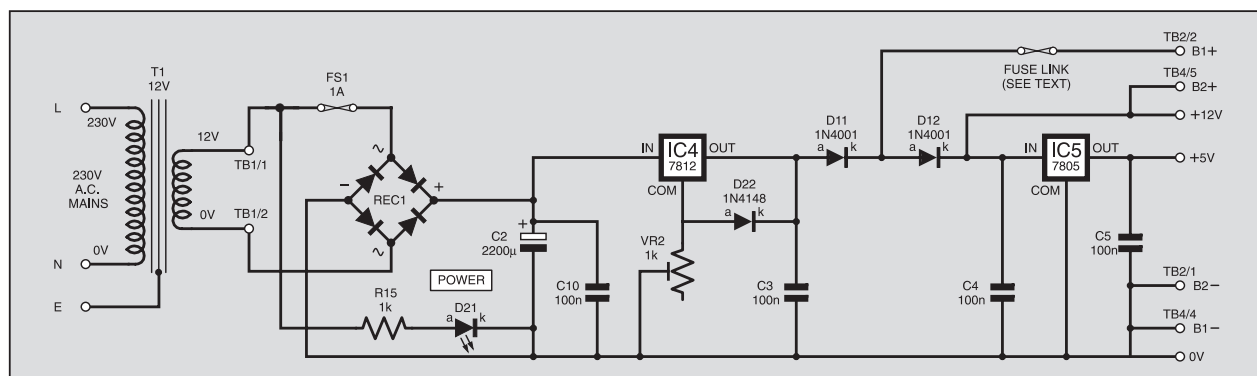 T1
12V
L
230V
230V
A.C.
MAINS
0V
N
E
12V
TB1/1
0V
TB1/2
FS1
1A
~
−
REC1
+
~
R15
1k
POWER
D21
a k
+
C2
2200µ
C10
100n
IN
IC4
7812
OUT
COM
VR2
1k
D22
1N4148
a k
C3
100n
D11
1N4001
a k
D12
1N4001
a k
FUSE LINK
(SEE TEXT)
C4
100n
IN
IC5
7805
OUT
COM
C5
100n
TB2/2
B1+
TB4/5
B2+
+12V
+5V
TB2/1
B2−
TB4/4
B1−
0V